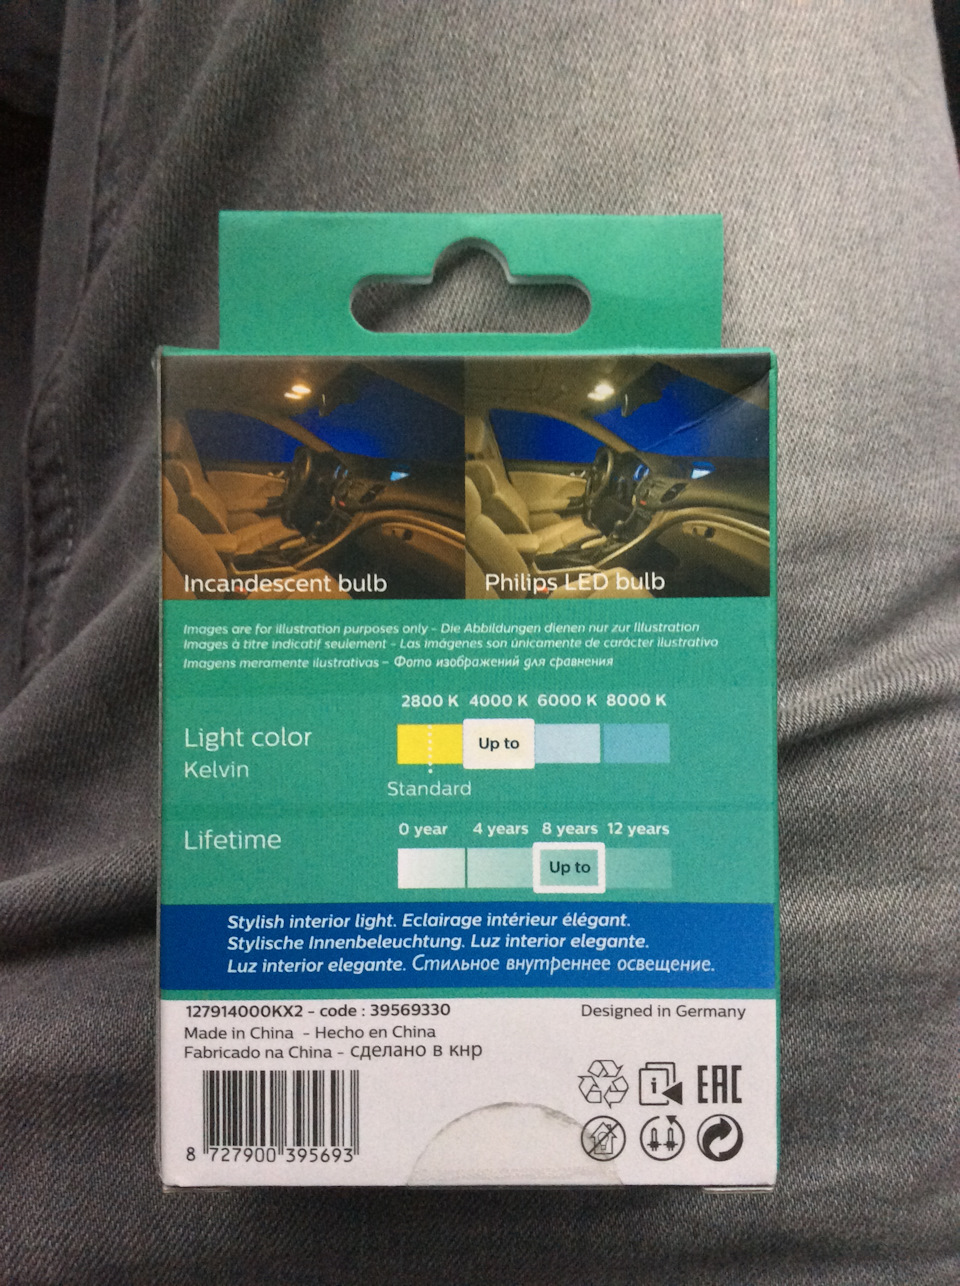 Incandescent bulb
Philips LED bulb
Images are for illustration purposes only – Die Abbildungen dienen nur zur Illustration
Images à titre indicatif seulement – Las imágenes son únicamente de carácter ilustrativo
Imagens meramente ilustrativas – Фото изображений для сравнения
2800 K 4000 K 6000 K 8000 K
Light color
Up to
Kelvin
Standard
0 year 4 years 8 years 12 years
Lifetime
Up to
Stylish interior light. Eclairage intérieur élégant.
Stylische Innenbeleuchtung. Luz interior elegante.
Luz interior elegante. Стильное внутреннее освещение.
127914000KX2 – code : 39569330
Designed in Germany
Made in China – Hecho en China
Fabricado na China – сделано в кнр
EAC
8 727900 395693